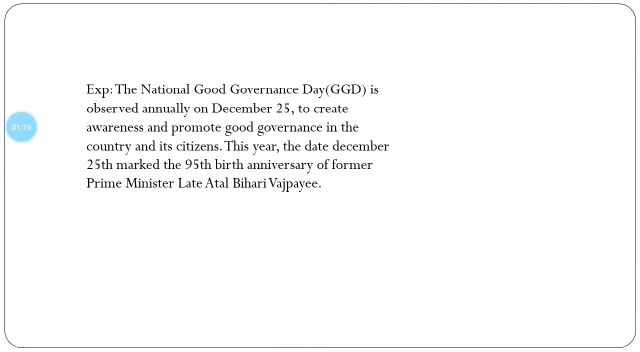 Exp: The National Good Governance Day(GGD) is
observed annually on December 25, to create
awareness and promote good governance in the
country and its citizens. This year, the date december
25th marked the 95th birth anniversary of former
Prime Minister Late Atal Bihari Vajpayee.
01:19